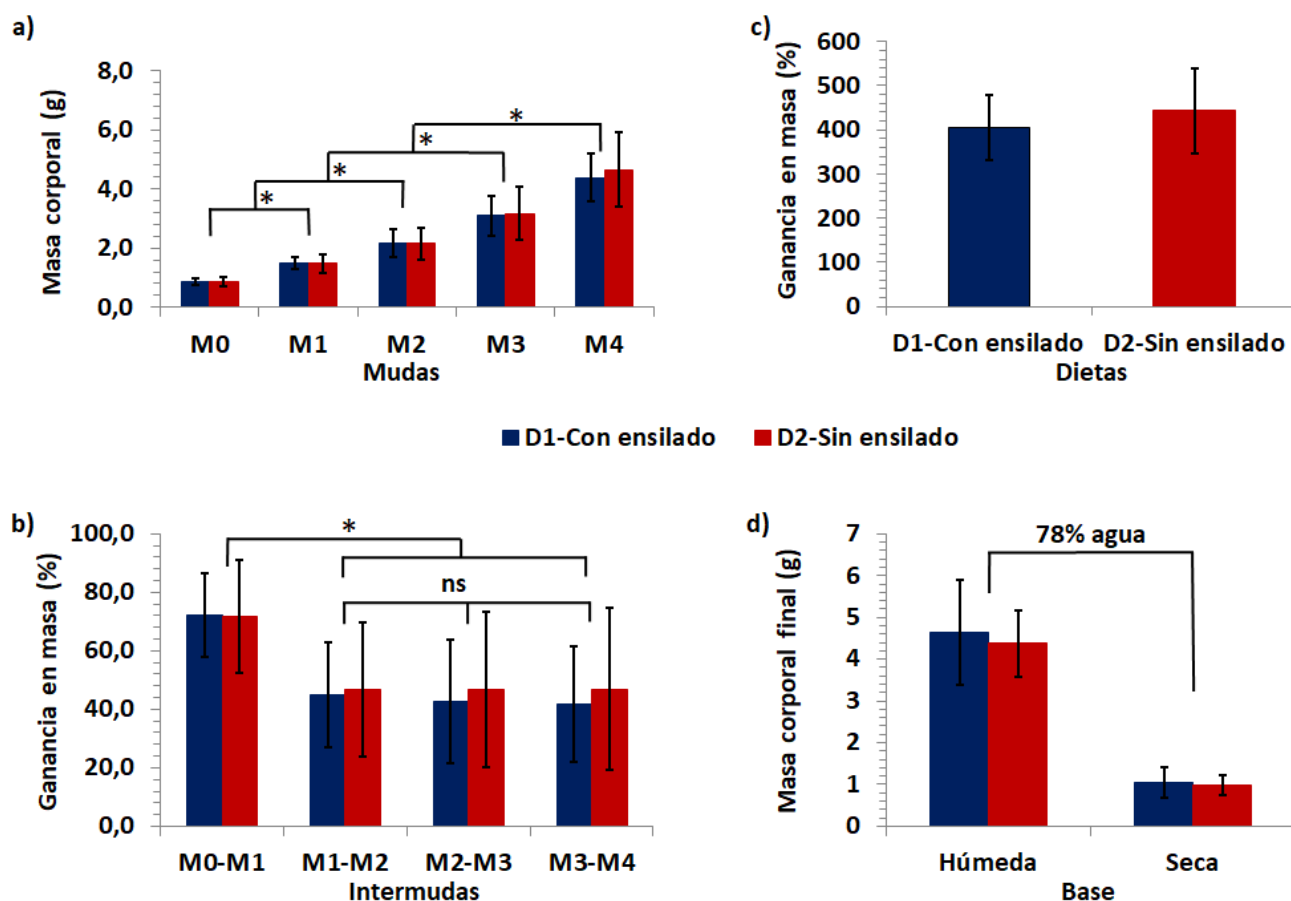 a)
Masa corporal (g)
8,0
6,0
4,0
2,0
0,0
*
*
*
*
M0 M1 M2 M3 M4
Mudas
c)
Ganancia en masa (%)
600
500
400
300
200
100
0
D1-Con ensilado D2-Sin ensilado
Dietas
D1-Con ensilado D2-Sin ensilado
b)
Ganancia en masa (%)
100,0
80,0
60,0
40,0
20,0
0,0
*
ns
M0-M1 M1-M2 M2-M3 M3-M4
Intermudas
d)
Masa corporal final (g)
7
6
5
4
3
2
1
0
78% agua
Húmeda Seca
Base